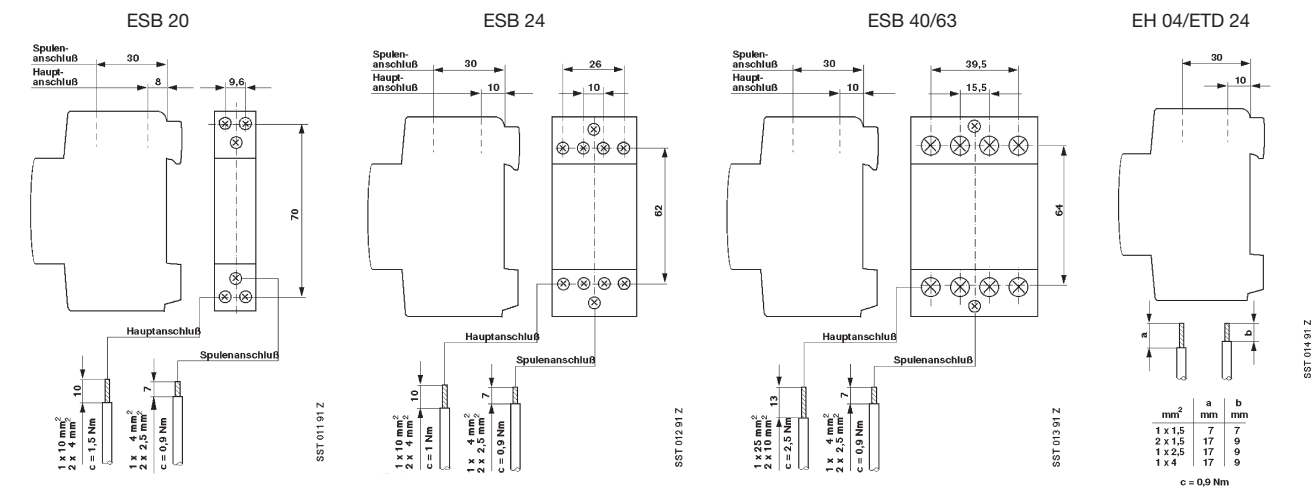 ESB 20
Spulen-
anschluß
Haupt-
anschluß
30
8
9,6
70
Hauptanschluß
Spulenanschluß
10
7
1 x 10 mm²
2 x 4 mm²
c = 1,5 Nm
1 x 4 mm²
2 x 2,5 mm²
c = 0,9 Nm
SST 011 91 Z
ESB 24
Spulen-
anschluß
Haupt-
anschluß
30
10
26
10
62
Hauptanschluß
Spulenanschluß
10
7
1 x 10 mm²
2 x 4 mm²
c = 1 Nm
1 x 4 mm²
2 x 2,5 mm²
c = 0,9 Nm
SST 012 91 Z
ESB 40/63
Spulen-
anschluß
Haupt-
anschluß
30
10
39,5
15,5
64
Hauptanschluß
Spulenanschluß
13
7
1 x 25 mm²
2 x 10 mm²
c = 2,5 Nm
1 x 4 mm²
2 x 2,5 mm²
c = 0,9 Nm
SST 013 91 Z
EH 04/ETD 24
30
10
a
b
a b
mm² mm mm
1 x 1,5 7 7
2 x 1,5 17 9
1 x 2,5 17 9
1 x 4 17 9
c = 0,9 Nm
SST 014 91 Z